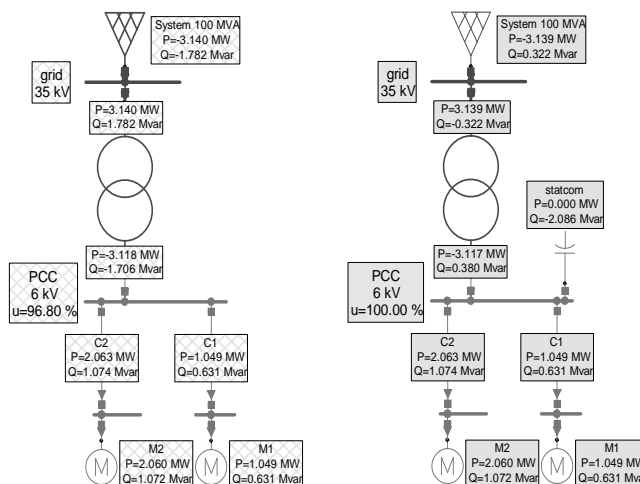 System 100 MVA
P=-3.140 MW
Q=-1.782 Mvar
grid
35 kV
P=3.140 MW
Q=1.782 Mvar
P=-3.118 MW
Q=-1.706 Mvar
PCC
6 kV
u=96.80 %
C2
P=2.063 MW
Q=1.074 Mvar
C1
P=1.049 MW
Q=0.631 Mvar
M
M2
P=2.060 MW
Q=1.072 Mvar
M
M1
P=1.049 MW
Q=0.631 Mvar
System 100 MVA
P=-3.139 MW
Q=0.322 Mvar
grid
35 kV
P=3.139 MW
Q=-0.322 Mvar
statcom
P=0.000 MW
Q=-2.086 Mvar
P=-3.117 MW
Q=0.380 Mvar
PCC
6 kV
u=100.00 %
C2
P=2.063 MW
Q=1.074 Mvar
C1
P=1.049 MW
Q=0.631 Mvar
M
M2
P=2.060 MW
Q=1.072 Mvar
M
M1
P=1.049 MW
Q=0.631 Mvar